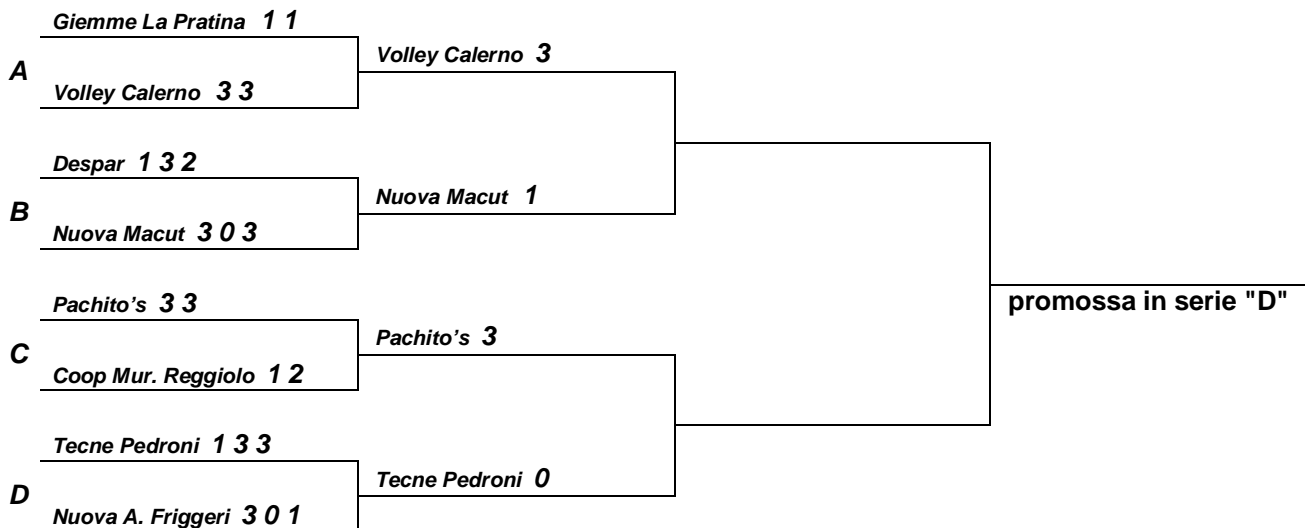 Giemme La Pratina 1 1
Volley Calerno 3
A
Volley Calerno 3 3
Despar 1 3 2
Nuova Macut 1
B
Nuova Macut 3 0 3
promossa in serie "D"
Pachito’s 3 3
Pachito’s 3
C
Coop Mur. Reggiolo 1 2
Tecne Pedroni 1 3 3
Tecne Pedroni 0
D
Nuova A. Friggeri 3 0 1